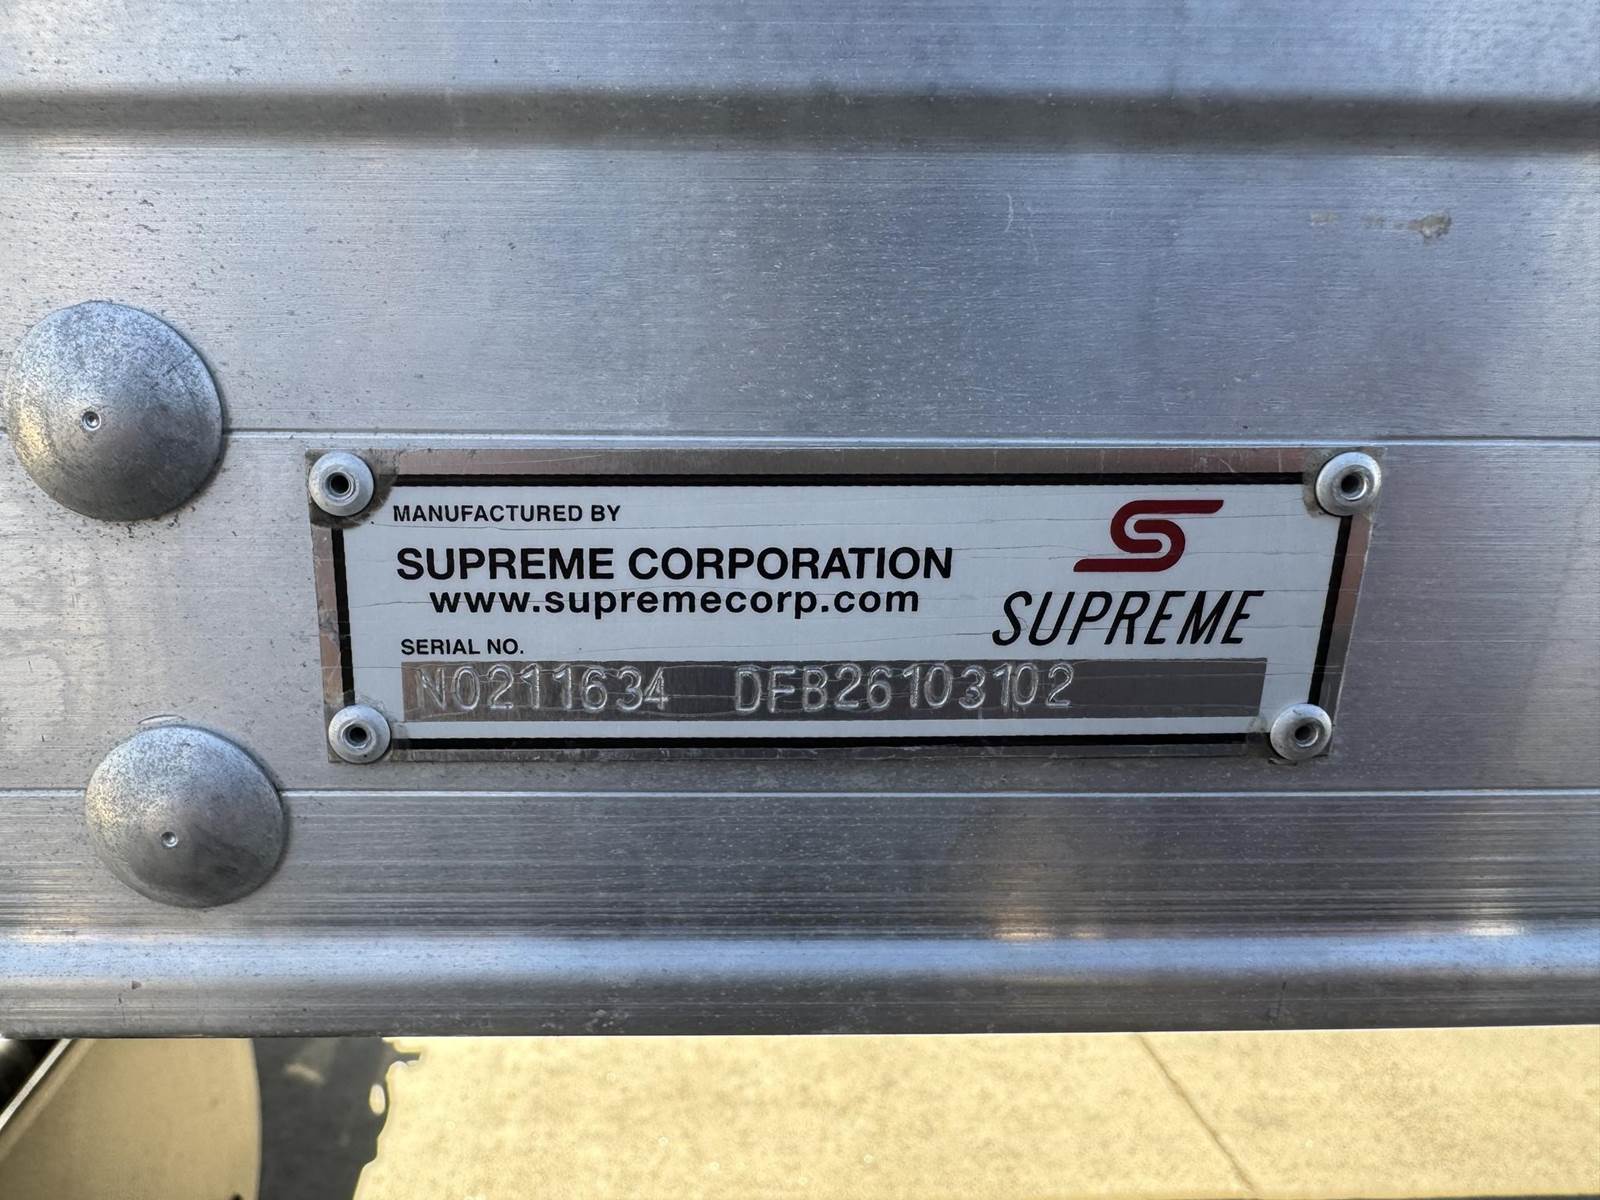 MANUFACTURED BY
SUPREME CORPORATION
www.supremecorp.com
SUPREME
SERIAL NO.
N0211634 DFB26103102